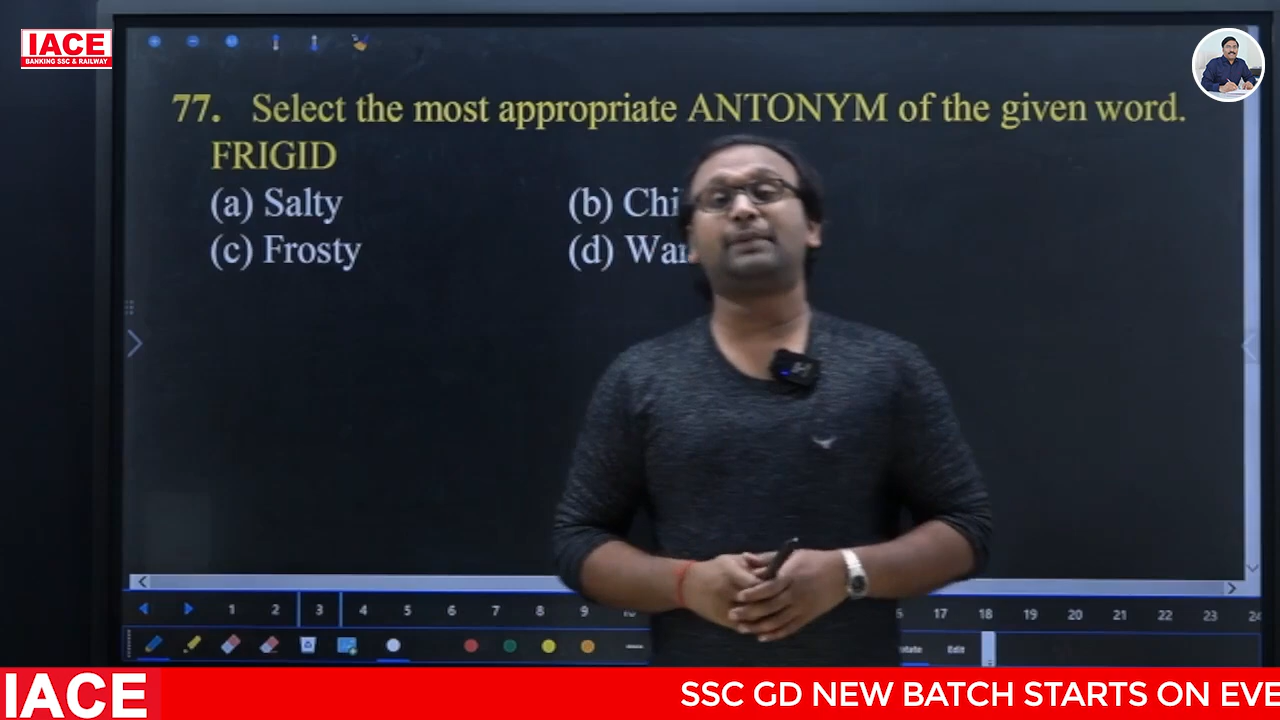 IACE
BANKING SSC & RAILWAY
77. Select the most appropriate ANTONYM of the given word.
FRIGID
(a) Salty (b)
(c) Frosty (d)
1 2 3 4 5 6 7 8 9 17 18 19 20 21 22 23
Edit
IACE SSC GD NEW BATCH STARTS ON EVE